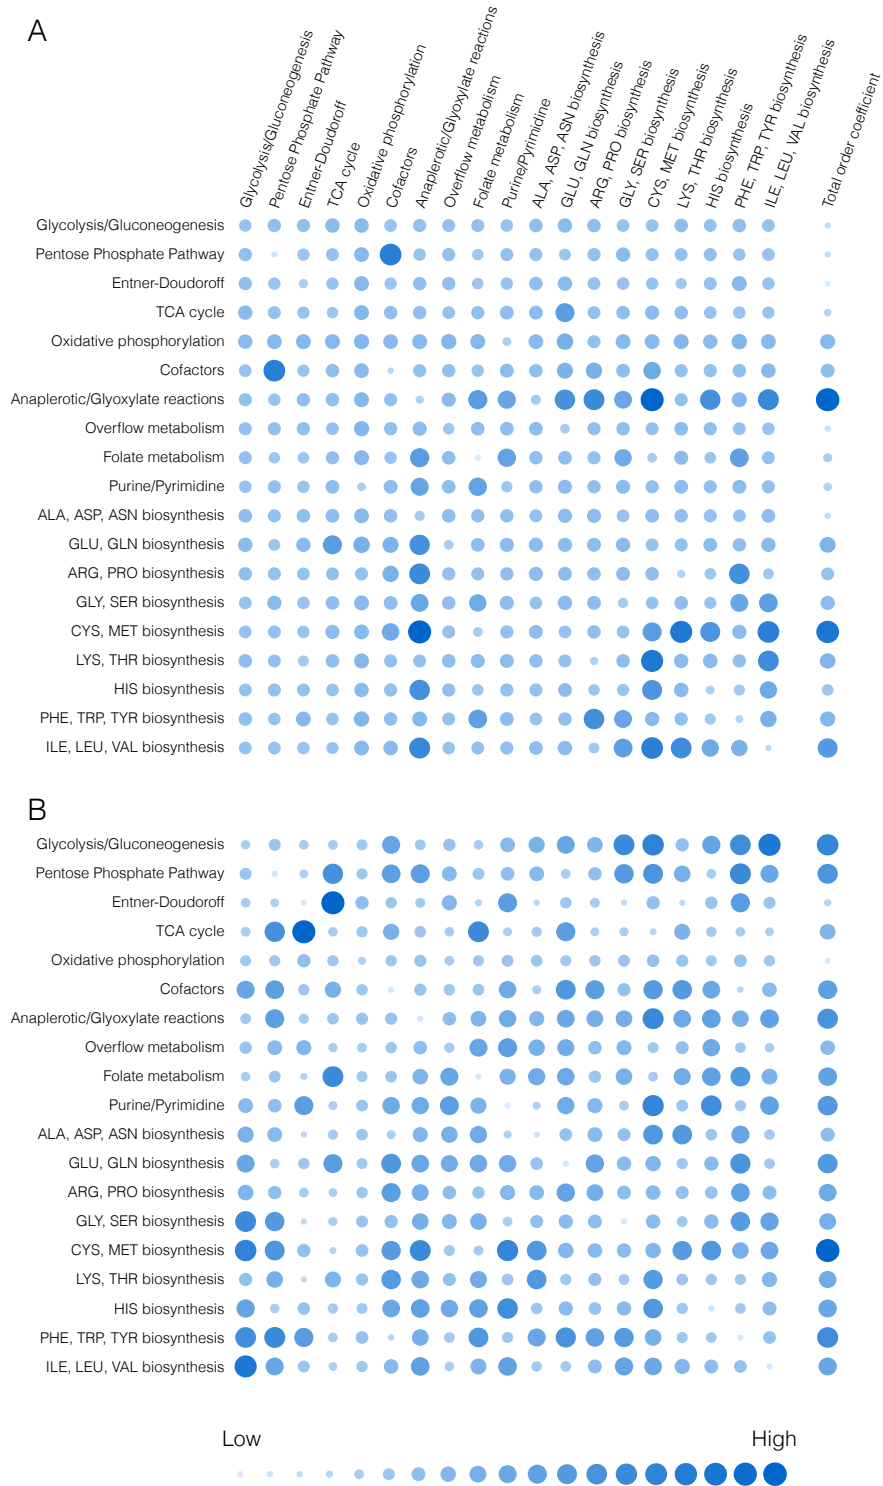 A
Glycolysis/Gluconeogenesis
Pentose Phosphate Pathway
Entner-Doudoroff
TCA cycle
Oxidative phosphorylation
Cofactors
Anaplerotic/Glyoxylate reactions
Overflow metabolism
Folate metabolism
Purine/Pyrimidine
ALA, ASP, ASN biosynthesis
GLU, GLN biosynthesis
ARG, PRO biosynthesis
GLY, SER biosynthesis
CYS, MET biosynthesis
LYS, THR biosynthesis
HIS biosynthesis
PHE, TRP, TYR biosynthesis
ILE, LEU, VAL biosynthesis
Total order coefficient
Glycolysis/Gluconeogenesis
Pentose Phosphate Pathway
Entner-Doudoroff
TCA cycle
Oxidative phosphorylation
Cofactors
Anaplerotic/Glyoxylate reactions
Overflow metabolism
Folate metabolism
Purine/Pyrimidine
ALA, ASP, ASN biosynthesis
GLU, GLN biosynthesis
ARG, PRO biosynthesis
GLY, SER biosynthesis
CYS, MET biosynthesis
LYS, THR biosynthesis
HIS biosynthesis
PHE, TRP, TYR biosynthesis
ILE, LEU, VAL biosynthesis
B
Glycolysis/Gluconeogenesis
Pentose Phosphate Pathway
Entner-Doudoroff
TCA cycle
Oxidative phosphorylation
Cofactors
Anaplerotic/Glyoxylate reactions
Overflow metabolism
Folate metabolism
Purine/Pyrimidine
ALA, ASP, ASN biosynthesis
GLU, GLN biosynthesis
ARG, PRO biosynthesis
GLY, SER biosynthesis
CYS, MET biosynthesis
LYS, THR biosynthesis
HIS biosynthesis
PHE, TRP, TYR biosynthesis
ILE, LEU, VAL biosynthesis
Low
High